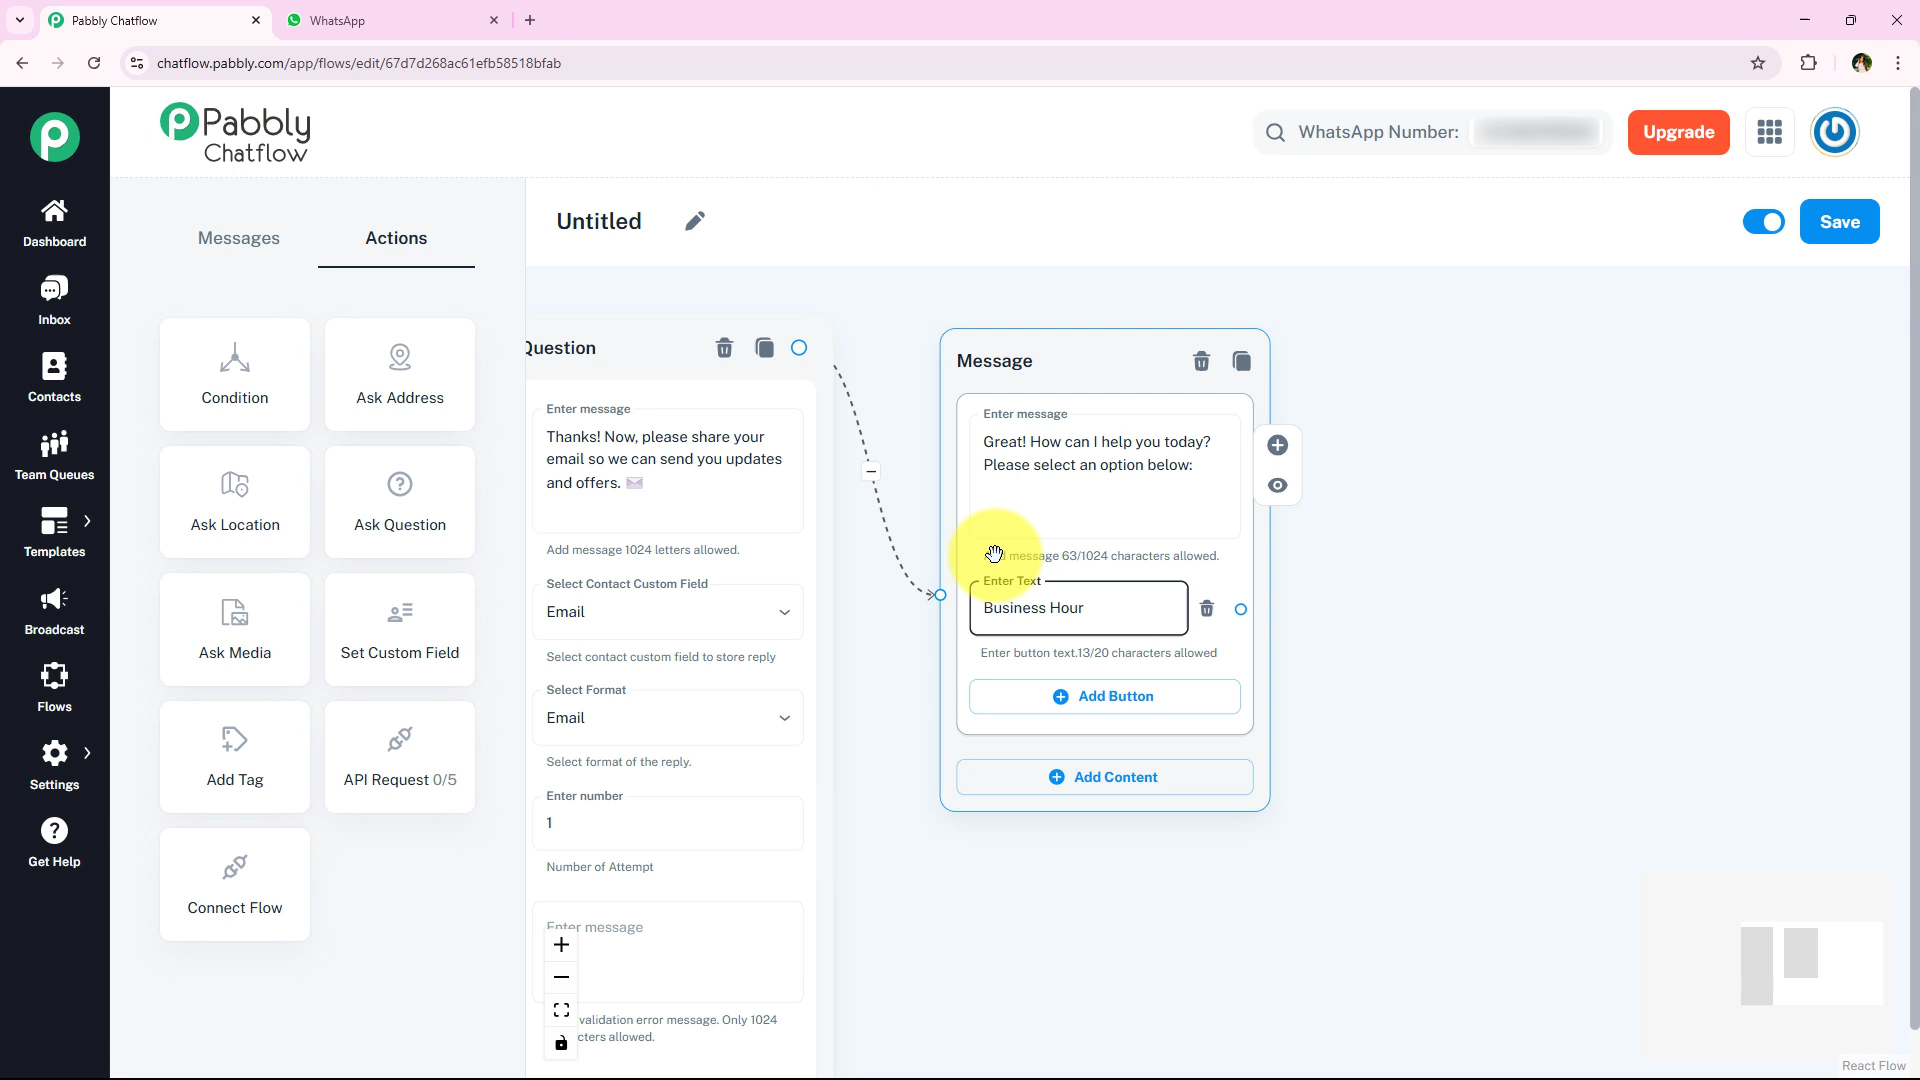 Pabbly Chatflow
WhatsApp
chatflow.pabbly.com/app/flows/edit/67d7d268ac61efb58518bfab
Pabbly
Chatflow
WhatsApp Number:
Upgrade
Dashboard
Inbox
Contacts
Team Queues
Templates
Broadcast
Flows
Settings
Get Help
Messages
Actions
Condition
Ask Address
Ask Location
Ask Question
Ask Media
Set Custom Field
Add Tag
API Request 0/5
Connect Flow
Untitled
Save
Question
Enter message
Thanks! Now, please share your
email so we can send you updates
and offers.
Add message 1024 letters allowed.
Select Contact Custom Field
Email
Select contact custom field to store reply
Select Format
Email
Select format of the reply.
Enter number
1
Number of Attempt
Enter message
validation error message. Only 1024
cters allowed.
Message
Enter message
Great! How can I help you today?
Please select an option below:
message 63/1024 characters allowed.
Enter Text
Business Hour
Enter button text.13/20 characters allowed
Add Button
Add Content
React Flow